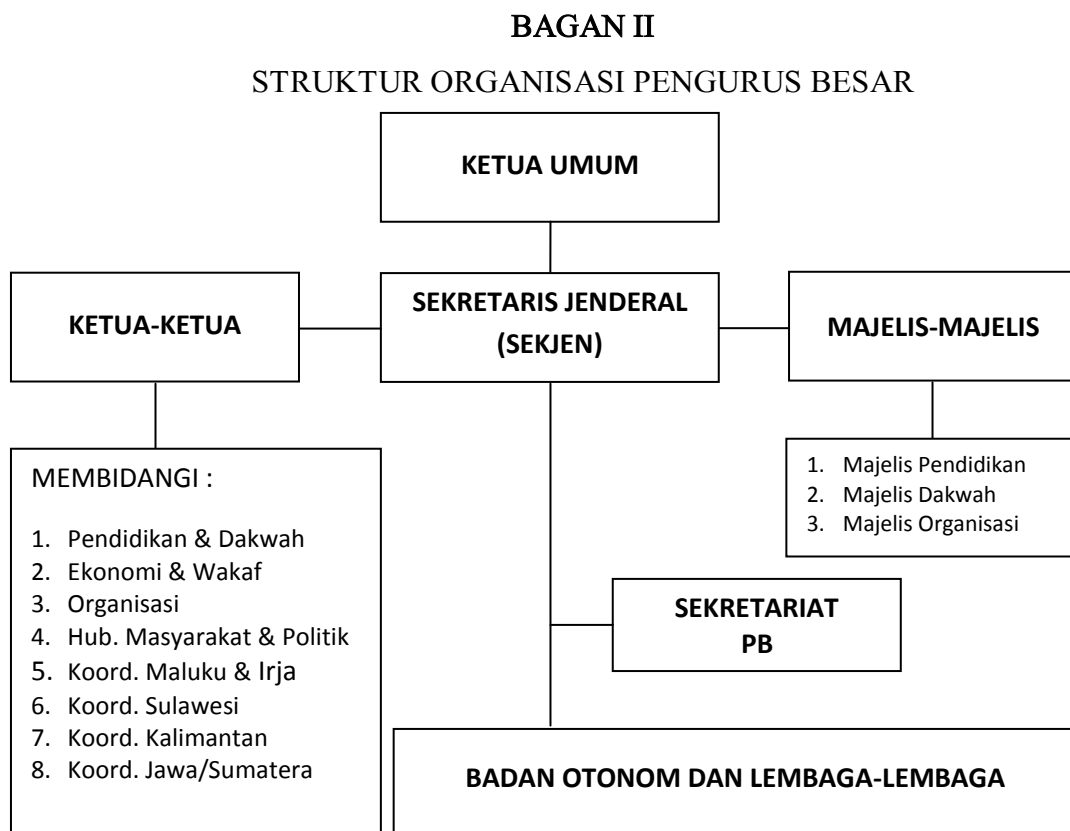 BAGAN II
STRUKTUR ORGANISASI PENGURUS BESAR
KETUA UMUM
KETUA-KETUA
SEKRETARIS JENDERAL
(SEKJEN)
MAJELIS-MAJELIS
MEMBIDANGI :
1. Pendidikan & Dakwah
2. Ekonomi & Wakaf
3. Organisasi
4. Hub. Masyarakat & Politik
5. Koord. Maluku & Irja
6. Koord. Sulawesi
7. Koord. Kalimantan
8. Koord. Jawa/Sumatera
1. Majelis Pendidikan
2. Majelis Dakwah
3. Majelis Organisasi
SEKRETARIAT
PB
BADAN OTONOM DAN LEMBAGA-LEMBAGA